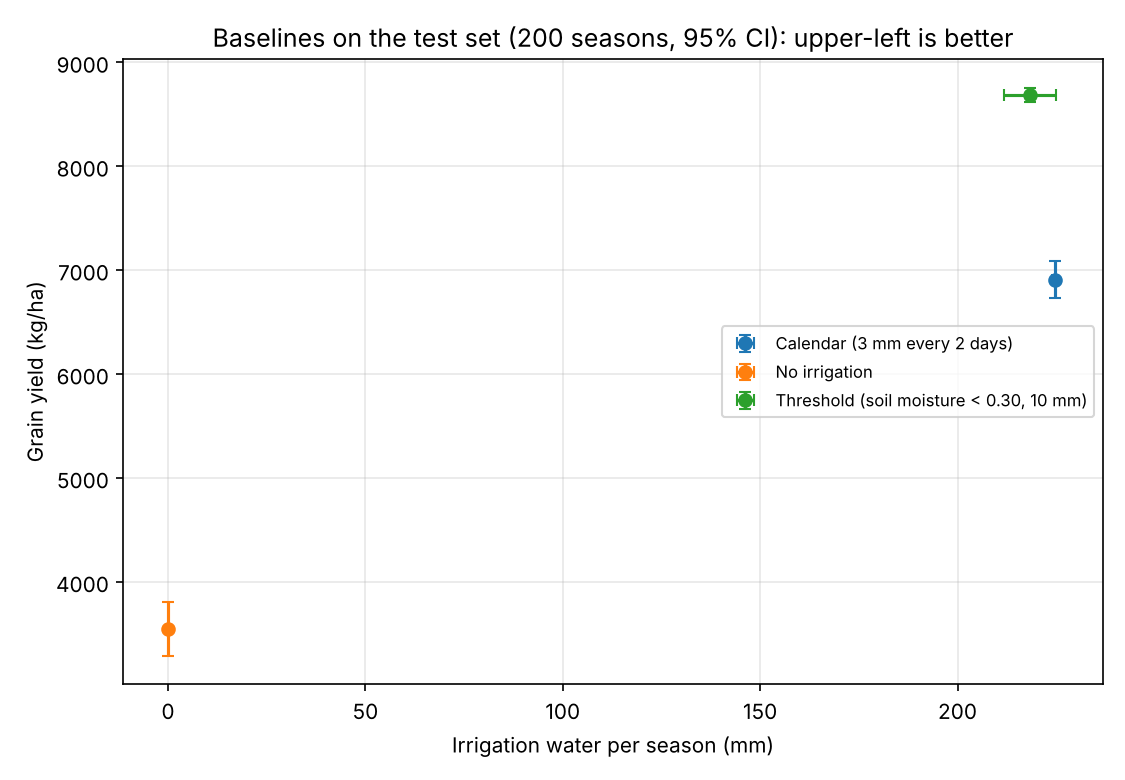 Baselines on the test set (200 seasons, 95% CI): upper-left is better
Grain yield (kg/ha)
9000
8000
7000
6000
5000
4000
Calendar (3 mm every 2 days)
No irrigation
Threshold (soil moisture < 0.30, 10 mm)
0
50
100
150
200
Irrigation water per season (mm)